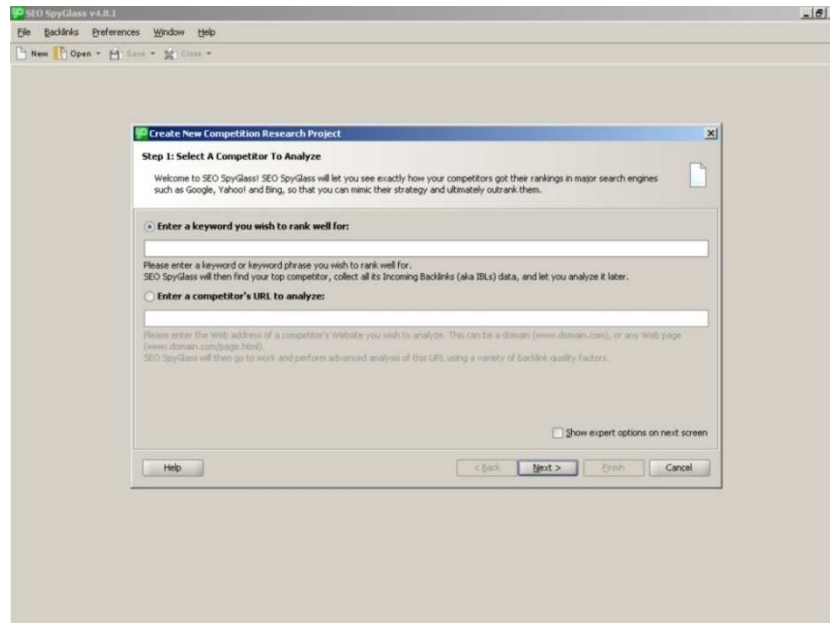 SEO SpyGlass v4.8.1
File Backlinks Preferences Window Help
New Open Save Close
Create New Competition Research Project
Step 1: Select A Competitor To Analyze
Welcome to SEO SpyGlass! SEO SpyGlass will let you see exactly how your competitors got their rankings in major search engines
such as Google, Yahoo! and Bing, so that you can mimic their strategy and ultimately outrank them.
Enter a keyword you wish to rank well for:
Please enter a keyword or keyword phrase you wish to rank well for.
SEO SpyGlass will then find your top competitor, collect all its Incoming Backlinks (aka IBLs) data, and let you analyze it later.
Enter a competitor's URL to analyze:
Please enter the Web address of a competitor's Website you wish to analyze. This can be a domain (www.domain.com), or any Web page
(www.domain.com/page.html).
SEO SpyGlass will then go to work and perform advanced analysis of this URL using a variety of backlink quality factors.
Show expert options on next screen
Help < Back Next > Finish Cancel